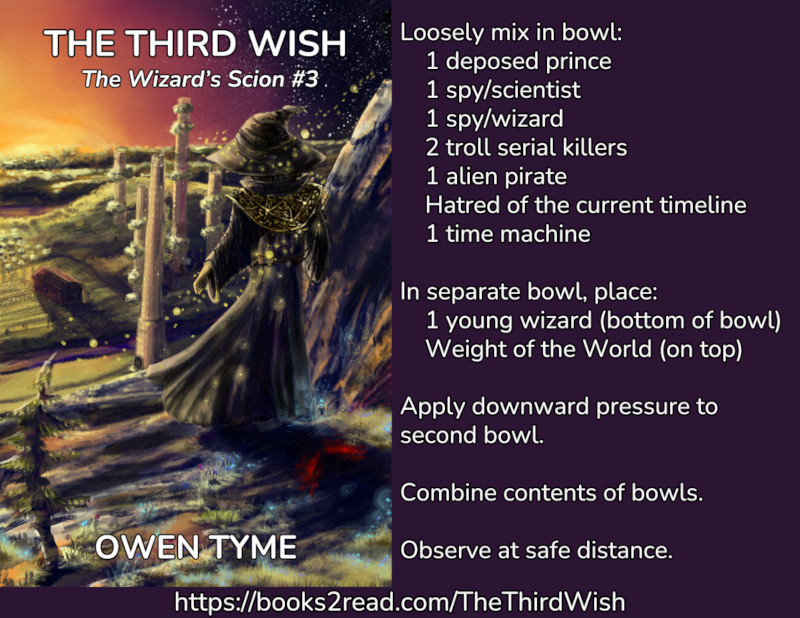 THE THIRD WISH
The Wizard's Scion #3
OWEN TYME
Loosely mix in bowl:
1 deposed prince
1 spy/scientist
1 spy/wizard
2 troll serial killers
1 alien pirate
Hatred of the current timeline
1 time machine
In separate bowl, place:
1 young wizard (bottom of bowl)
Weight of the World (on top)
Apply downward pressure to
second bowl.
Combine contents of bowls.
Observe at safe distance.
https://books2read.com/TheThirdWish